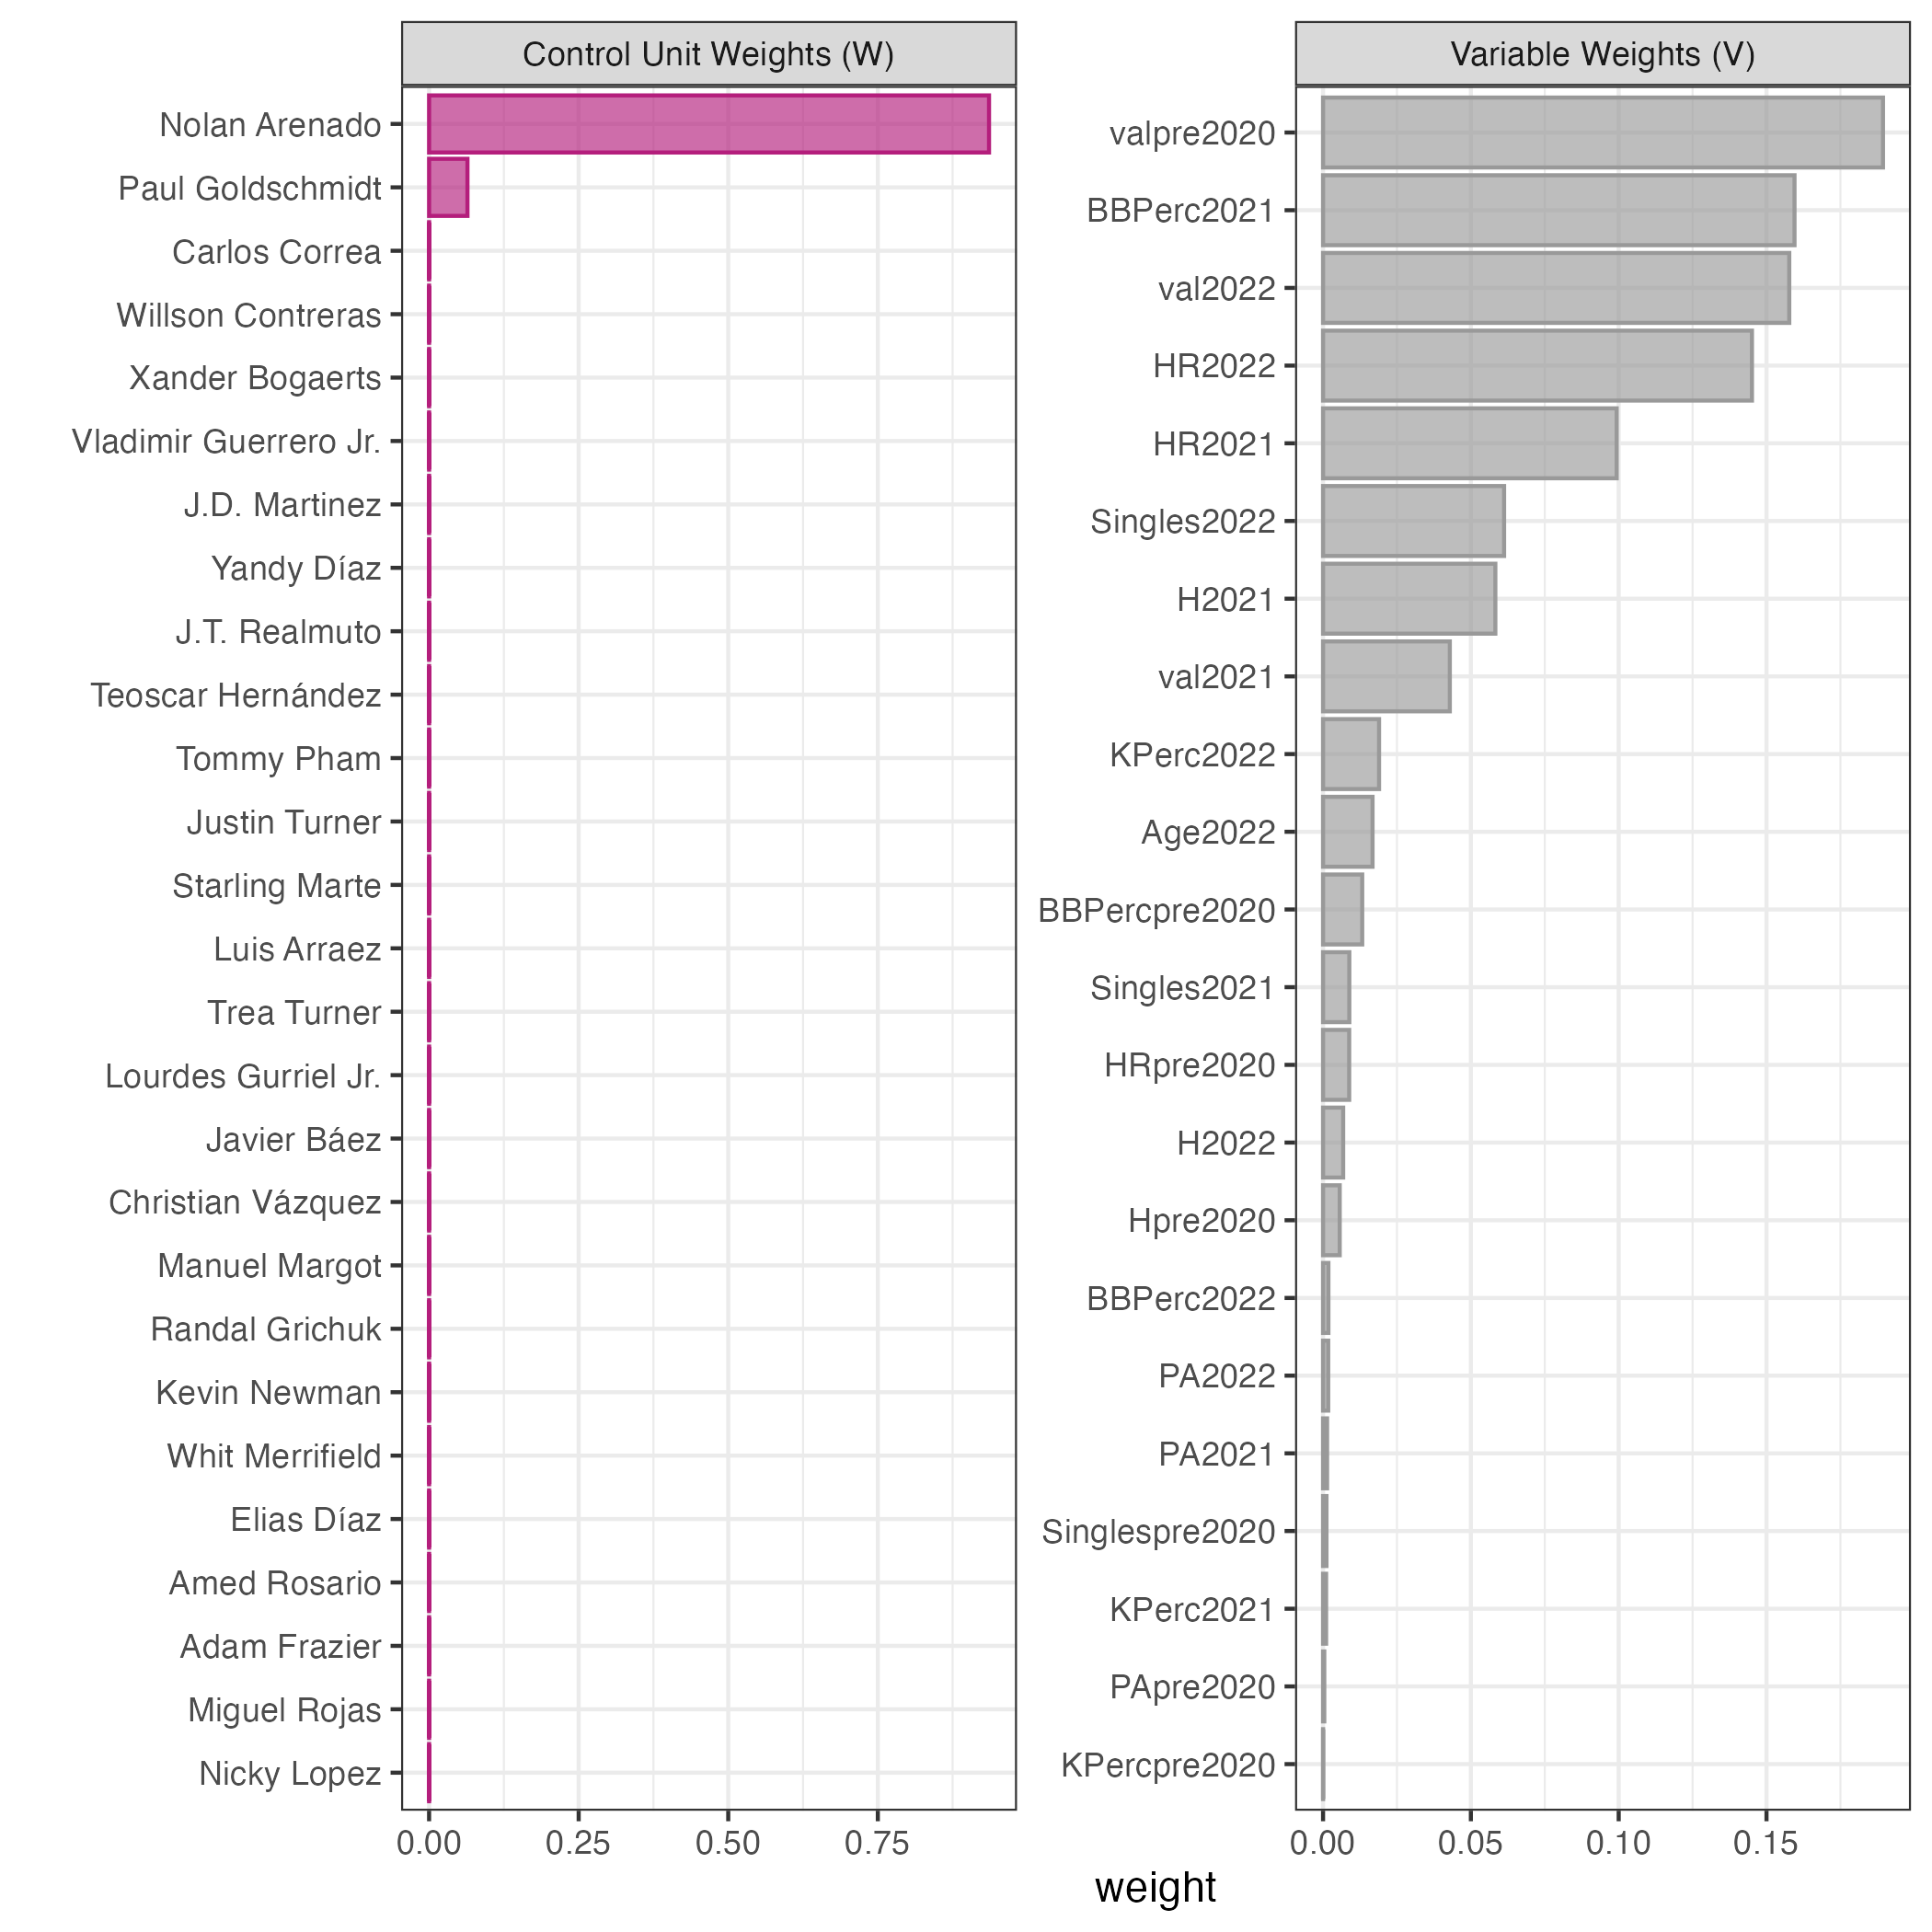 Control Unit Weights (W)
Nolan Arenado
Paul Goldschmidt
Carlos Correa
Willson Contreras
Xander Bogaerts
Vladimir Guerrero Jr.
J.D. Martinez
Yandy Díaz
J.T. Realmuto
Teoscar Hernández
Tommy Pham
Justin Turner
Starling Marte
Luis Arraez
Trea Turner
Lourdes Gurriel Jr.
Javier Báez
Christian Vázquez
Manuel Margot
Randal Grichuk
Kevin Newman
Whit Merrifield
Elias Díaz
Amed Rosario
Adam Frazier
Miguel Rojas
Nicky Lopez
0.00 0.25 0.50 0.75
Variable Weights (V)
valpre2020
BBPerc2021
val2022
HR2022
HR2021
Singles2022
H2021
val2021
KPerc2022
Age2022
BBPercpre2020
Singles2021
HRpre2020
H2022
Hpre2020
BBPerc2022
PA2022
PA2021
Singlespre2020
KPerc2021
PApre2020
KPercpre2020
0.00 0.05 0.10 0.15
weight